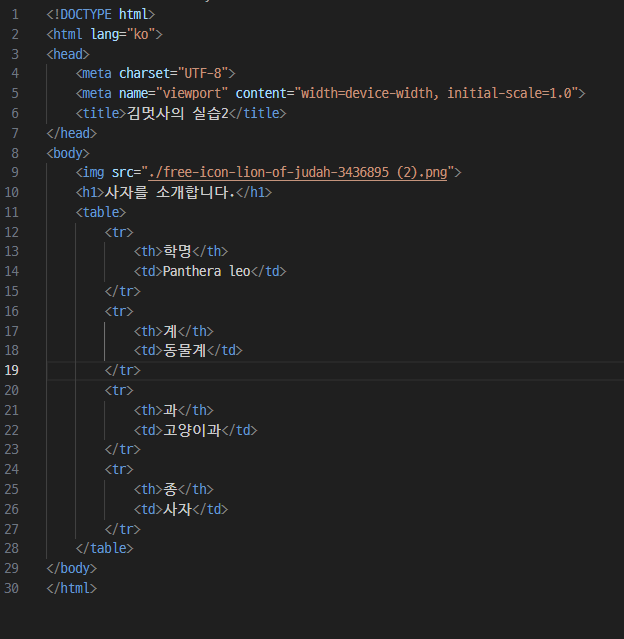 1 <!DOCTYPE html>
2 <html lang="ko">
3 <head>
4     <meta charset="UTF-8">
5     <meta name="viewport" content="width=device-width, initial-scale=1.0">
6     <title>김멋사의 실습2</title>
7 </head>
8 <body>
9     <img src="./free-icon-lion-of-judah-3436895 (2).png">
10     <h1>사자를 소개합니다.</h1>
11     <table>
12         <tr>
13             <th>학명</th>
14             <td>Panthera leo</td>
15         </tr>
16         <tr>
17             <th>계</th>
18             <td>동물계</td>
19         </tr>
20         <tr>
21             <th>과</th>
22             <td>고양이과</td>
23         </tr>
24         <tr>
25             <th>종</th>
26             <td>사자</td>
27         </tr>
28     </table>
29 </body>
30 </html>